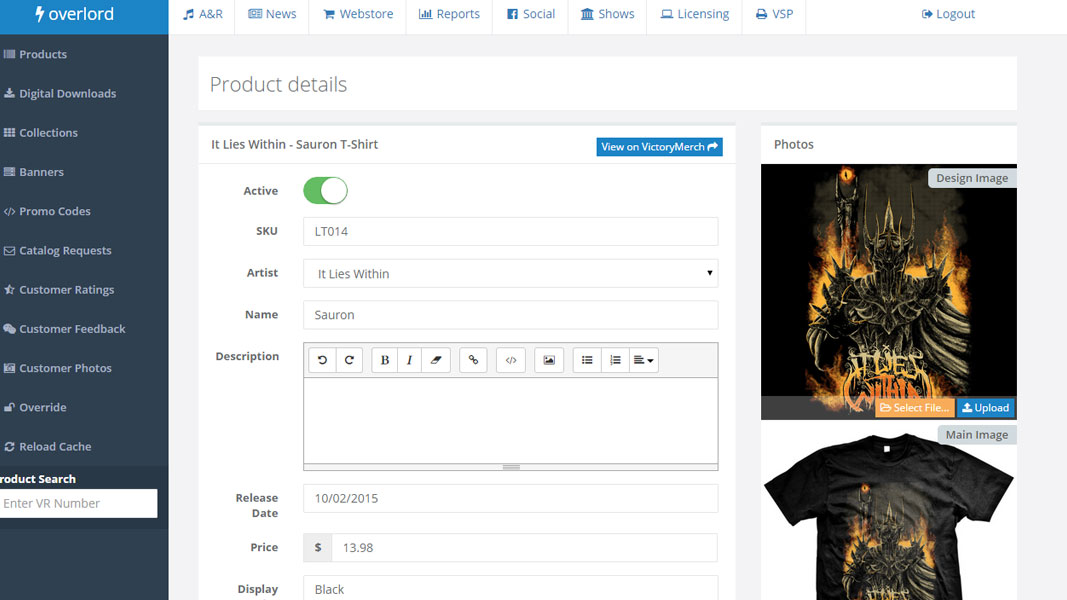 overlord
A&R
News
Webstore
Reports
Social
Shows
Licensing
VSP
Logout
Products
Digital Downloads
Collections
Banners
Promo Codes
Catalog Requests
Customer Ratings
Customer Feedback
Customer Photos
Override
Reload Cache
roduct Search
Enter VR Number
Product details
It Lies Within - Sauron T-Shirt
View on VictoryMerch
Active
SKU
LT014
Artist
It Lies Within
Name
Sauron
Description
B
I
Release
Date
10/02/2015
Price
$
13.98
Display
Black
Photos
Design Image
IT LIES
WITHIN
Select File...
Upload
Main Image